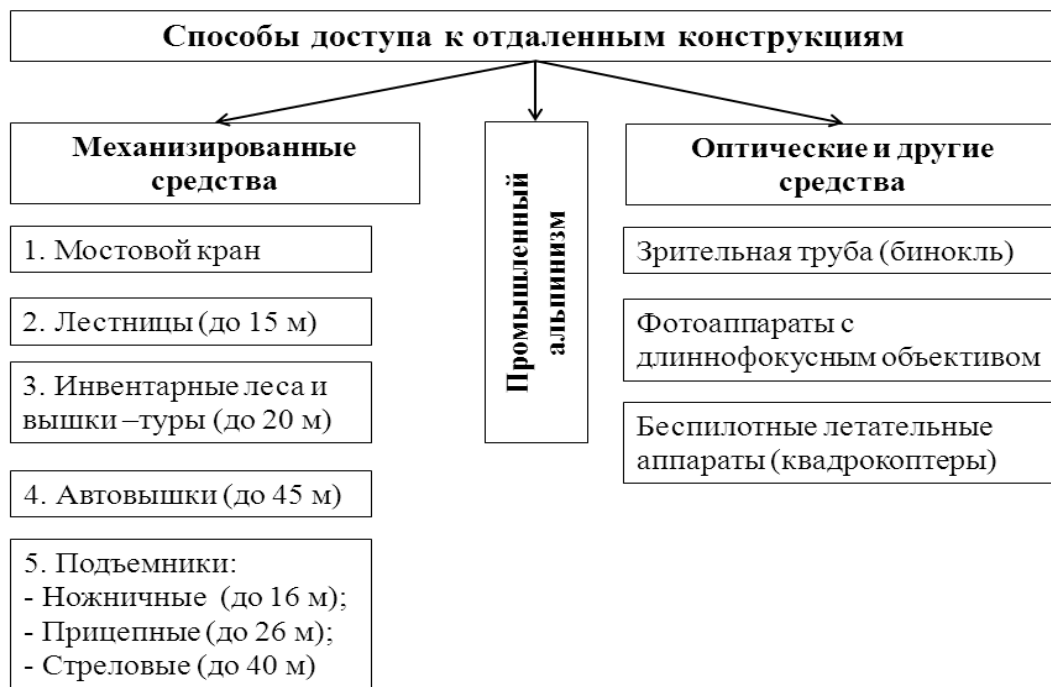 Способы доступа к отдаленным конструкциям
Механизированные
средства
1. Мостовой кран
2. Лестницы (до 15 м)
3. Инвентарные леса и
вышки –туры (до 20 м)
4. Автовышки (до 45 м)
5. Подъемники:
- Ножничные (до 16 м);
- Прицепные (до 26 м);
- Стреловые (до 40 м)
Промышленный
альпинизм
Оптические и другие
средства
Зрительная труба (бинокль)
Фотоаппараты с
длиннофокусным объективом
Беспилотные летательные
аппараты (квадрокоптеры)